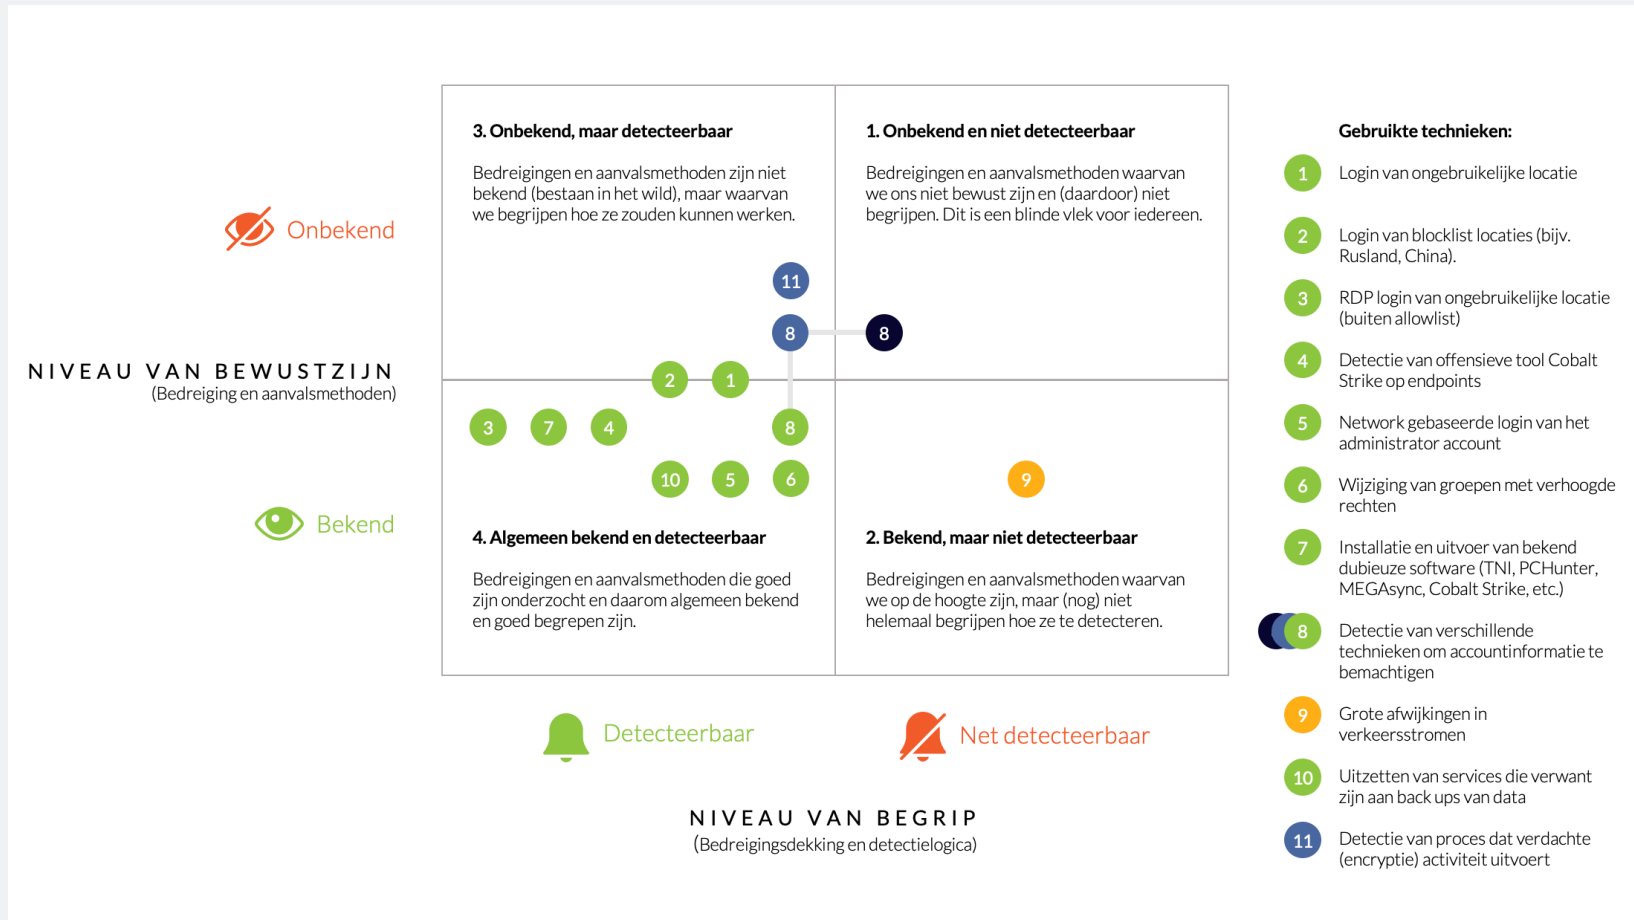 3. Onbekend, maar detecteerbaar
Bedreigingen en aanvalsmethoden zijn niet
bekend (bestaan in het wild), maar waarvan
we begrijpen hoe ze zouden kunnen werken.
1. Onbekend en niet detecteerbaar
Bedreigingen en aanvalsmethoden waarvan
we ons niet bewust zijn en (daardoor) niet
begrijpen. Dit is een blinde vlek voor iedereen.
Onbekend
11
8
8
NIVEAU VAN BEWUSTZIJN
(Bedreiging en aanvalsmethoden)
2
1
3
7
4
8
10
5
6
9
Bekend
4. Algemeen bekend en detecteerbaar
Bedreigingen en aanvalsmethoden die goed
zijn onderzocht en daarom algemeen bekend
en goed begrepen zijn.
2. Bekend, maar niet detecteerbaar
Bedreigingen en aanvalsmethoden waarvan
we op de hoogte zijn, maar (nog) niet
helemaal begrijpen hoe ze te detecteren.
Detecteerbaar
Net detecteerbaar
NIVEAU VAN BEGRIP
(Bedreigingsdekking en detectielogica)
Gebruikte technieken:
1 Login van ongebruikelijke locatie
2 Login van blocklist locaties (bijv.
Rusland, China).
3 RDP login van ongebruikelijke locatie
(buiten allowlist)
4 Detectie van offensieve tool Cobalt
Strike op endpoints
5 Network gebaseerde login van het
administrator account
6 Wijziging van groepen met verhoogde
rechten
7 Installatie en uitvoer van bekend
dubieuze software (TNI, PCHunter,
MEGAsync, Cobalt Strike, etc.)
8 Detectie van verschillende
technieken om accountinformatie te
bemachtigen
9 Grote afwijkingen in
verkeersstromen
10 Uitzetten van services die verwant
zijn aan back ups van data
11 Detectie van proces dat verdachte
(encryptie) activiteit uitvoert